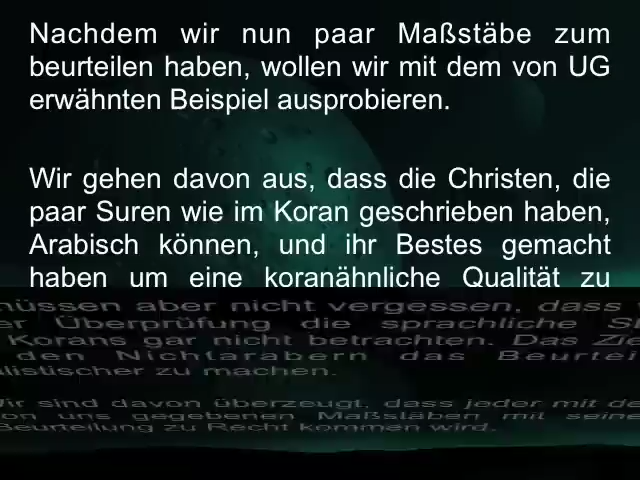 Nachdem wir nun paar Maßstäbe zum
beurteilen haben, wollen wir mit dem von UG
erwähnten Beispiel ausprobieren.
Wir gehen davon aus, dass die Christen, die
paar Suren wie im Koran geschrieben haben,
Arabisch können, und ihr Bestes gemacht
haben um eine koranähnliche Qualität zu
müssen aber nicht vergessen, dass
er Überprüfung die sprachliche
Korans gar nicht betrachten. Das
den Nichtarabern das
listischer zu machen.
Wir sind davon überzeugt, dass jeder mit
von uns gegebenen Maßstäben mit seine
Beurteilung zu Recht kommen wird.